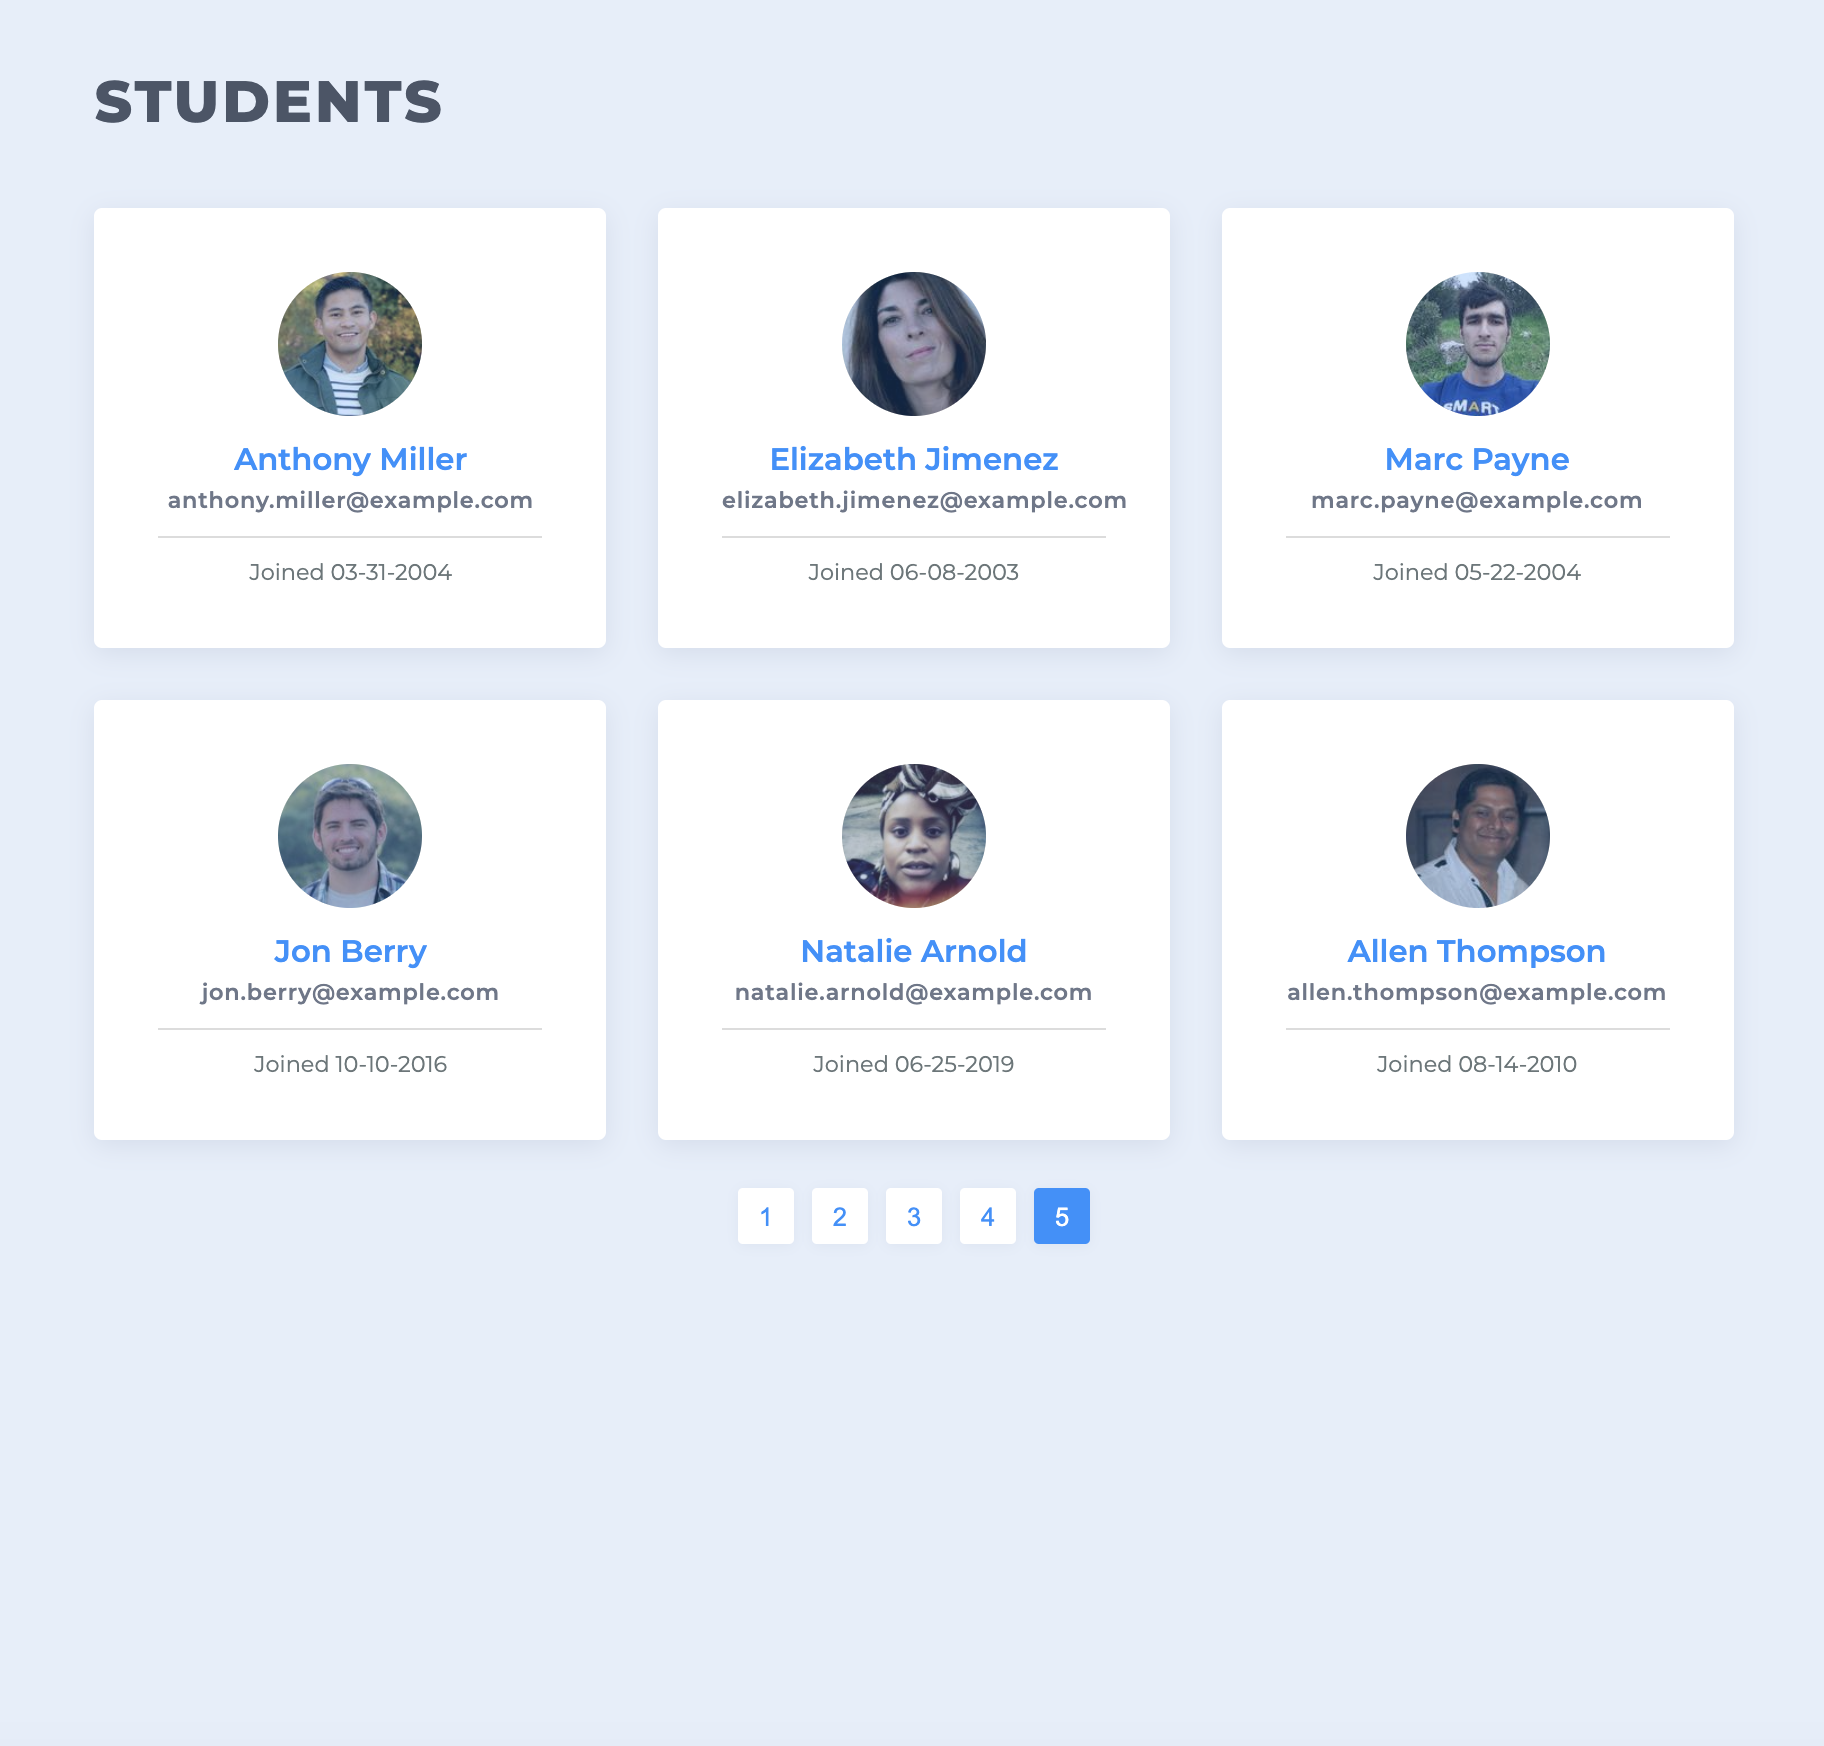 STUDENTS
Anthony Miller
anthony.miller@example.com
Joined 03-31-2004
Elizabeth Jimenez
elizabeth.jimenez@example.com
Joined 06-08-2003
SMART
Marc Payne
marc.payne@example.com
Joined 05-22-2004
Jon Berry
jon.berry@example.com
Joined 10-10-2016
Natalie Arnold
natalie.arnold@example.com
Joined 06-25-2019
Allen Thompson
allen.thompson@example.com
Joined 08-14-2010
1 2 3 4 5